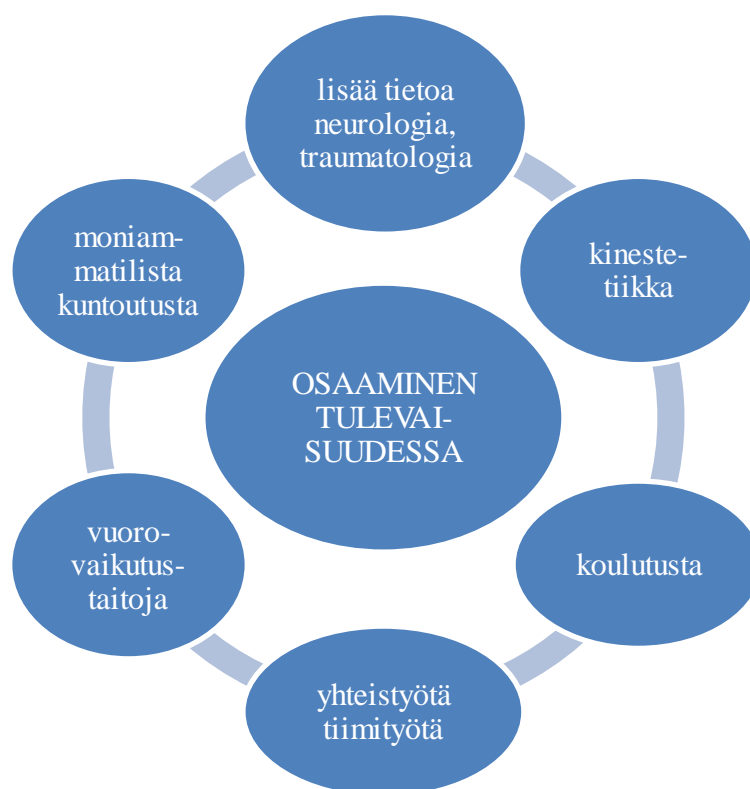 lisää tietoa
neurologia,
traumatologia
kineste-
tiikka
koulutusta
yhteistyötä
tiimityötä
vuoro-
vaikutus-
taitoja
moniam-
matilista
kuntoutusta
OSAAMINEN
TULEVAI-
SUUDESSA